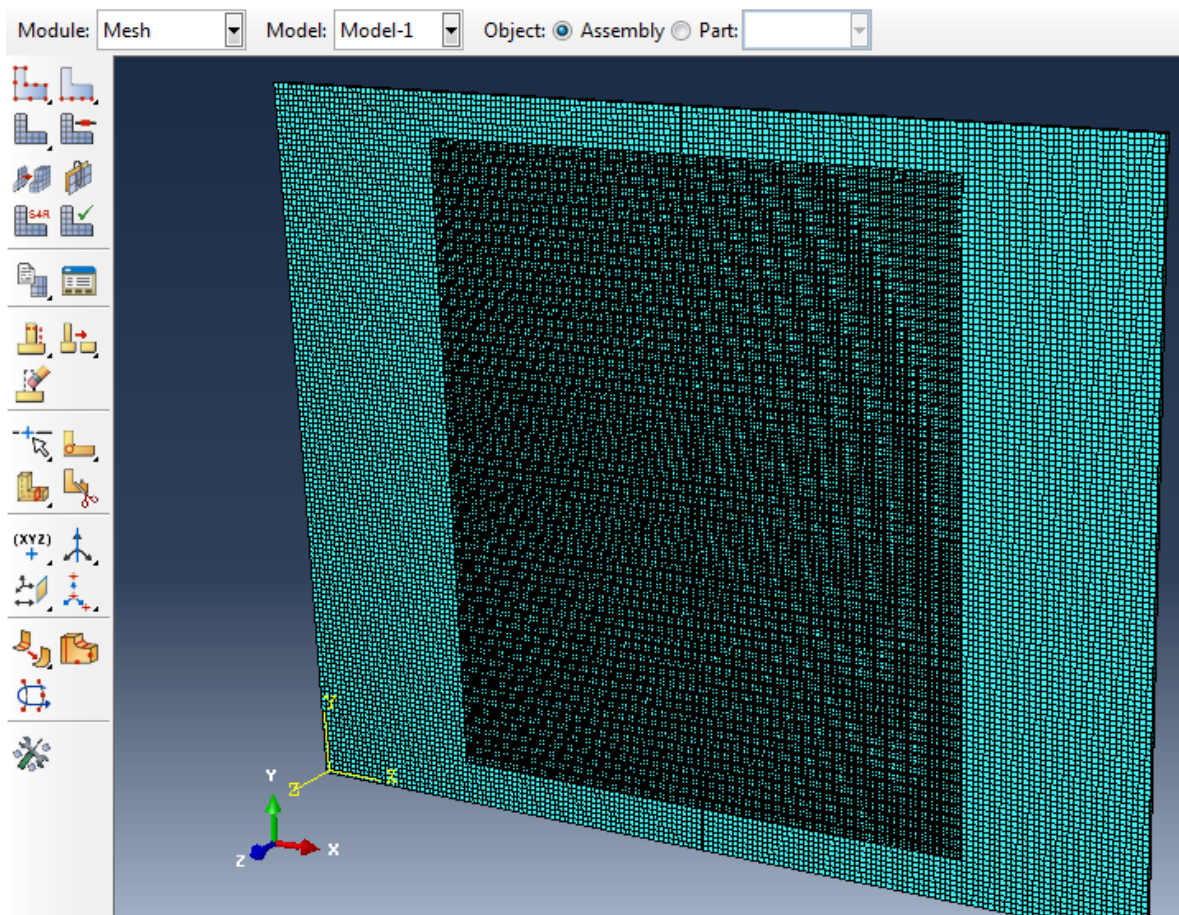 Module: Mesh Model: Model-1 Object: Assembly Part:
S4R
(XYZ)
Y
X
Z
Y
X
Z